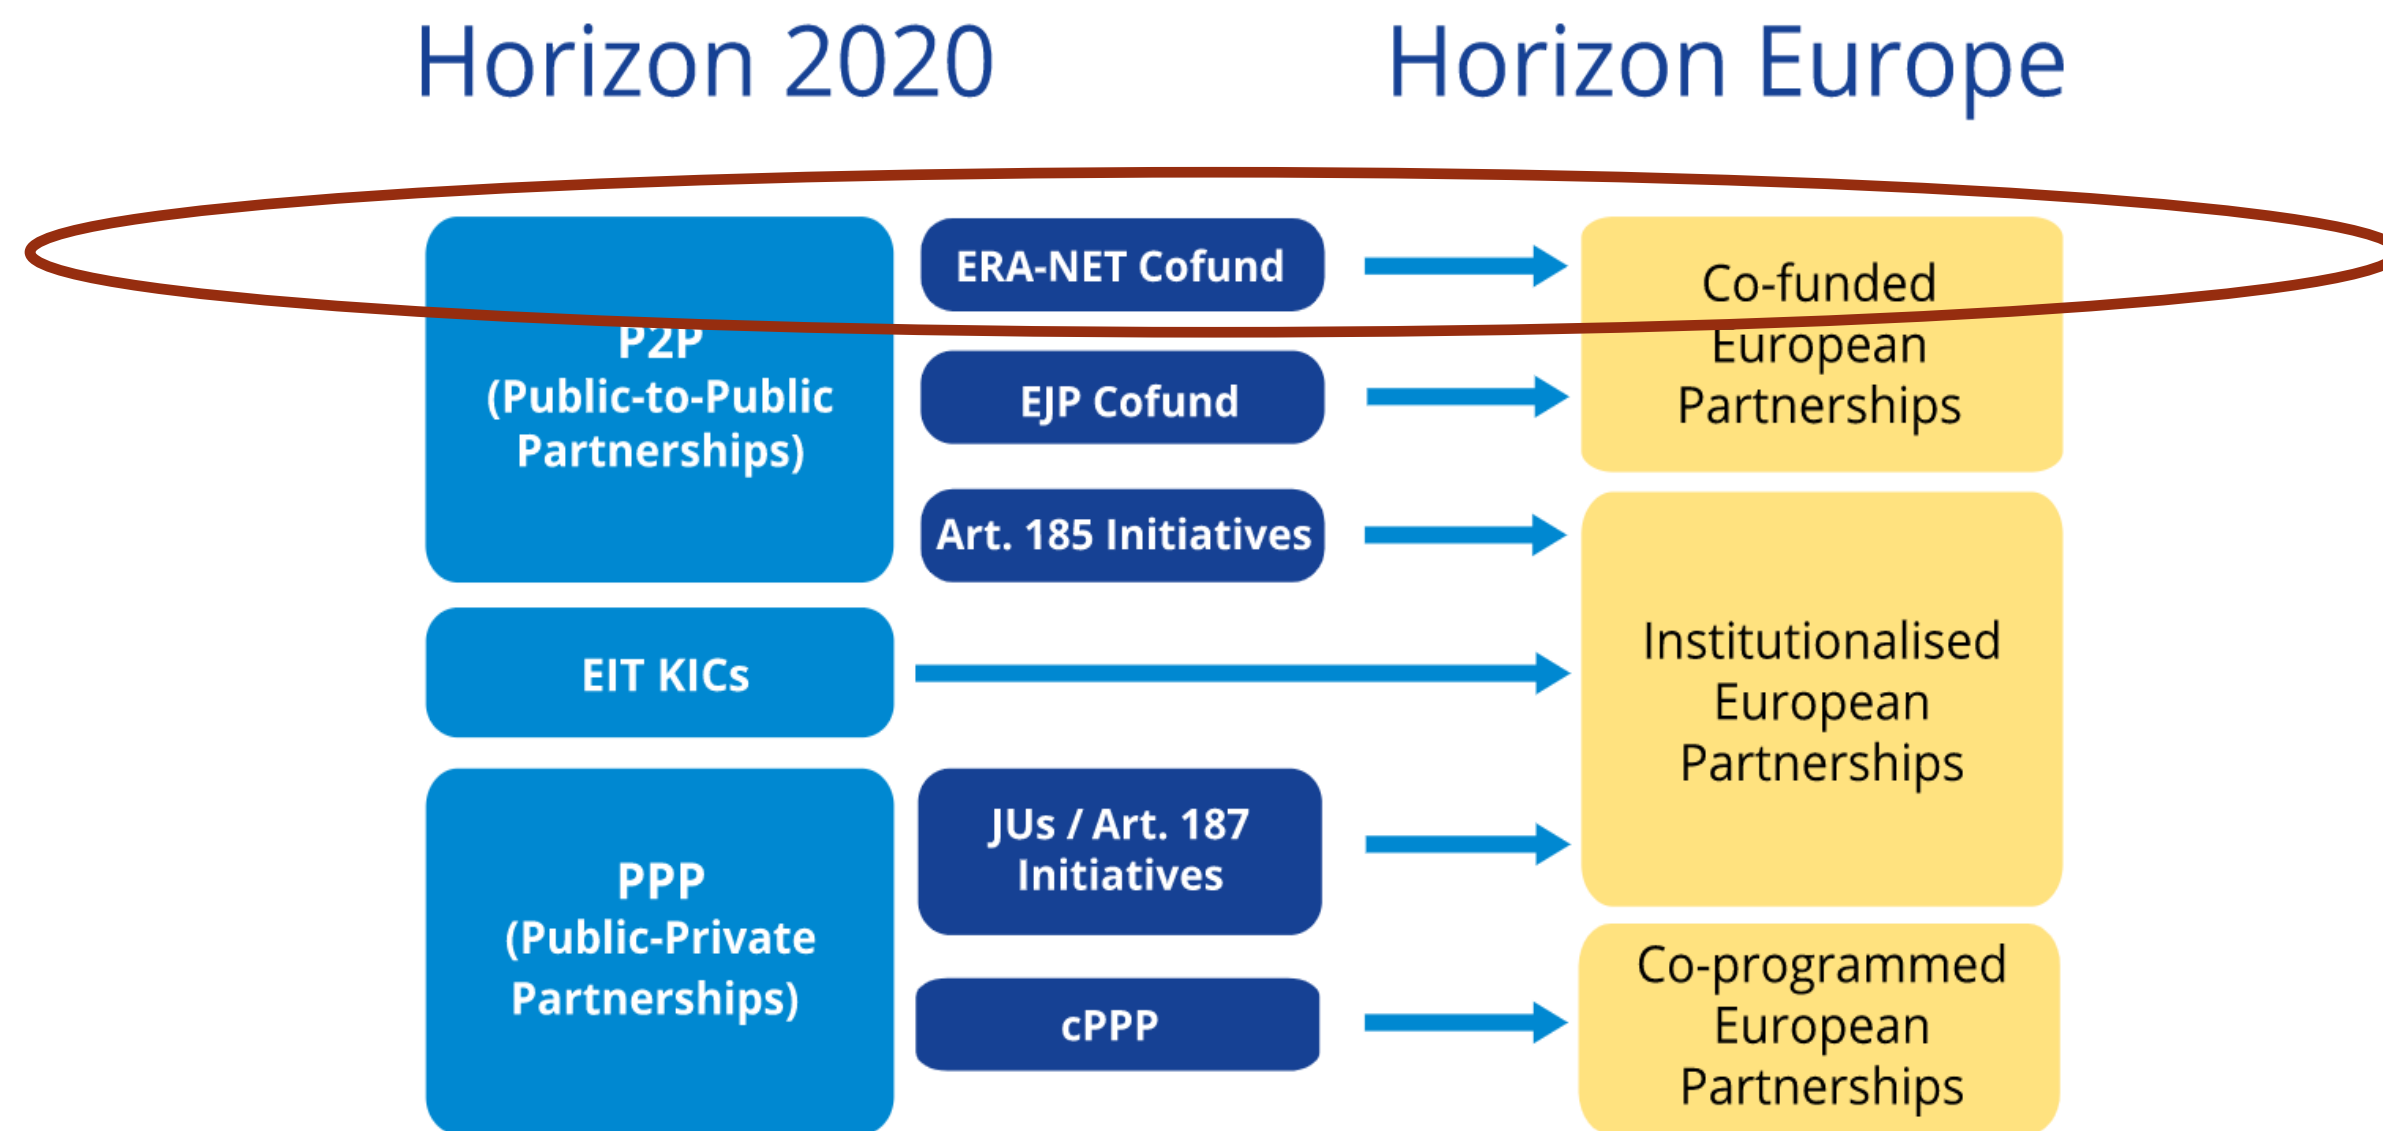 Horizon 2020
Horizon Europe
P2P
(Public-to-Public
Partnerships)
ERA-NET Cofund
EJP Cofund
Art. 185 Initiatives
Co-funded
European
Partnerships
EIT KICs
Institutionalised
European
Partnerships
PPP
(Public-Private
Partnerships)
JUs / Art. 187
Initiatives
cPPP
Co-programmed
European
Partnerships